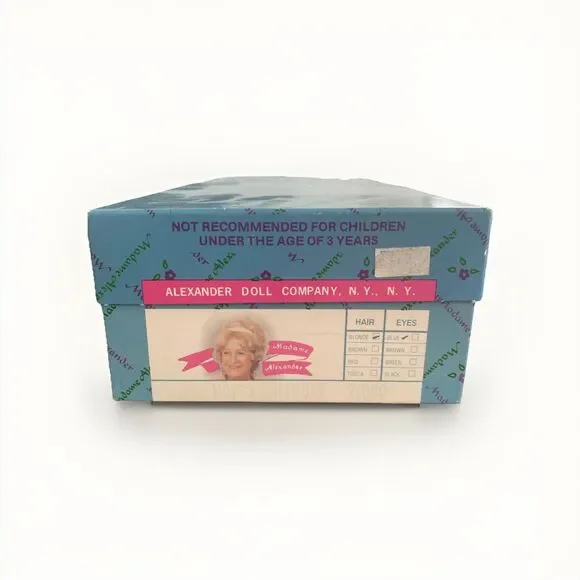 NOT RECOMMENDED FOR CHILDREN
UNDER THE AGE OF 3 YEARS
ALEXANDER DOLL COMPANY, N. Y., N. Y.
Madame
Alexander
HAIR EYES
BLONDE BLUE
BROWN BROWN
RED GREEN
TOSCA BLACK